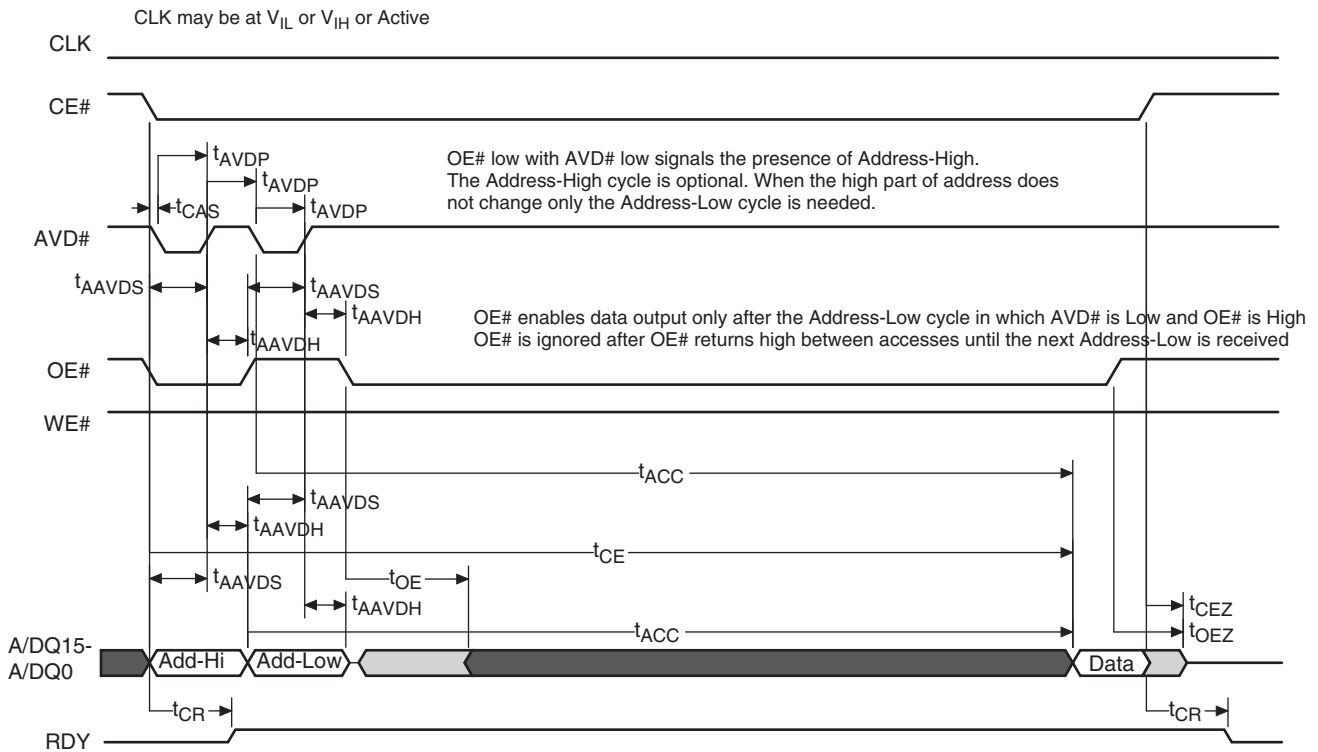 CLK may be at VIL or VIH or Active
CLK
CE#
tAVDP
tAVDP
tCAS
tAVDP
OE# low with AVD# low signals the presence of Address-High.
The Address-High cycle is optional. When the high part of address does
not change only the Address-Low cycle is needed.
AVD#
tAAVDS
tAAVDS
tAAVDH
tAAVDH
OE# enables data output only after the Address-Low cycle in which AVD# is Low and OE# is High
OE# is ignored after OE# returns high between accesses until the next Address-Low is received
OE#
WE#
tACC
tAAVDS
tAAVDH
tCE
tAAVDS
tOE
tAAVDH
tCEZ
tACC
tOEZ
A/DQ15-
A/DQ0
Add-Hi
Add-Low
Data
tCR
tCR
RDY